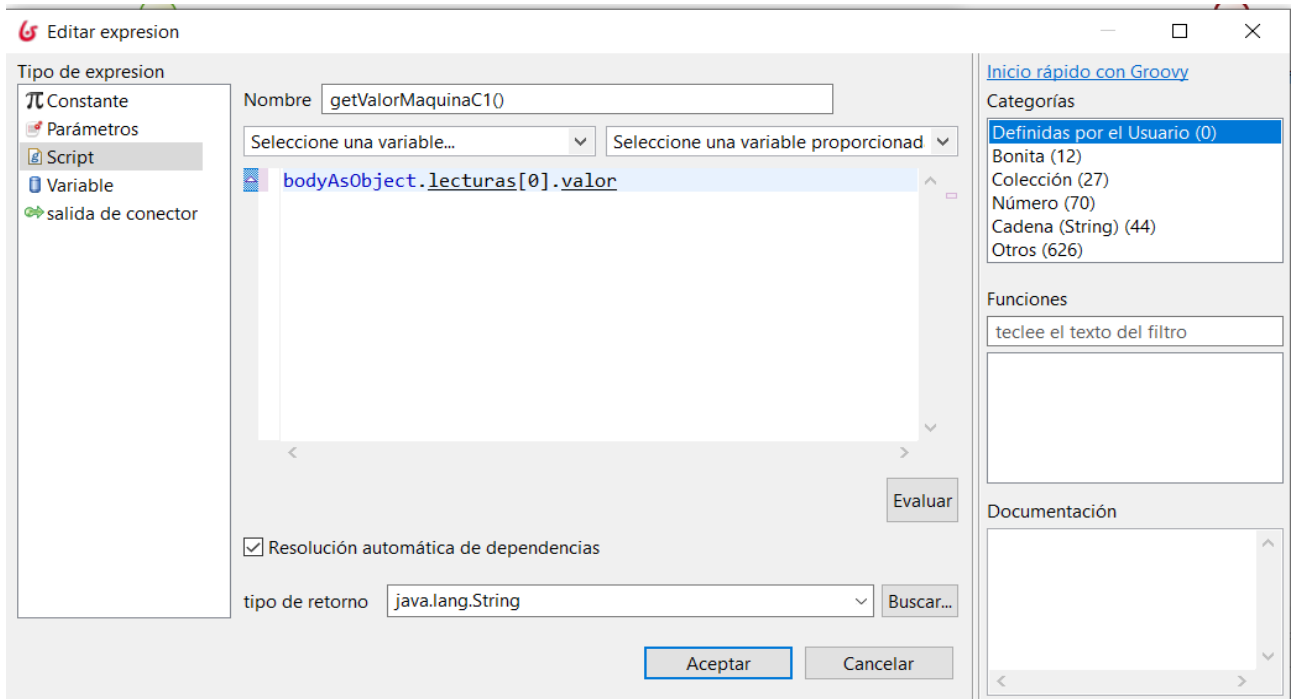 Editar expresion
Tipo de expresion
Constante
Parámetros
Script
Variable
salida de conector
Nombre getValorMaquinaC1()
Seleccione una variable... Seleccione una variable proporcionad
bodyAsObject.lecturas[0].valor
Evaluar
Resolución automática de dependencias
tipo de retorno java.lang.String Buscar...
Aceptar Cancelar
Inicio rápido con Groovy
Categorías
Definidas por el Usuario (0)
Bonita (12)
Colección (27)
Número (70)
Cadena (String) (44)
Otros (626)
Funciones
teclee el texto del filtro
Documentación